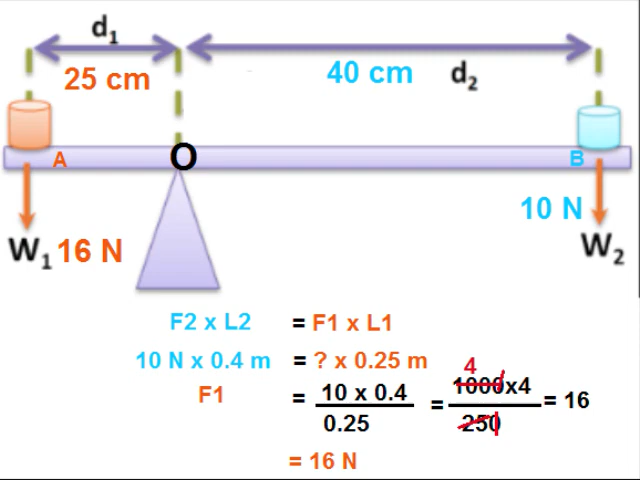 d₁
25 cm
40 cm d₂
A O B
10 N
W₁ 16 N
W₂
F2 x L2 = F1 x L1
10 N x 0.4 m = ? x 0.25 m
4
F1 = 10 x 0.4 = 1000x4 = 16
0.25 250
= 16 N